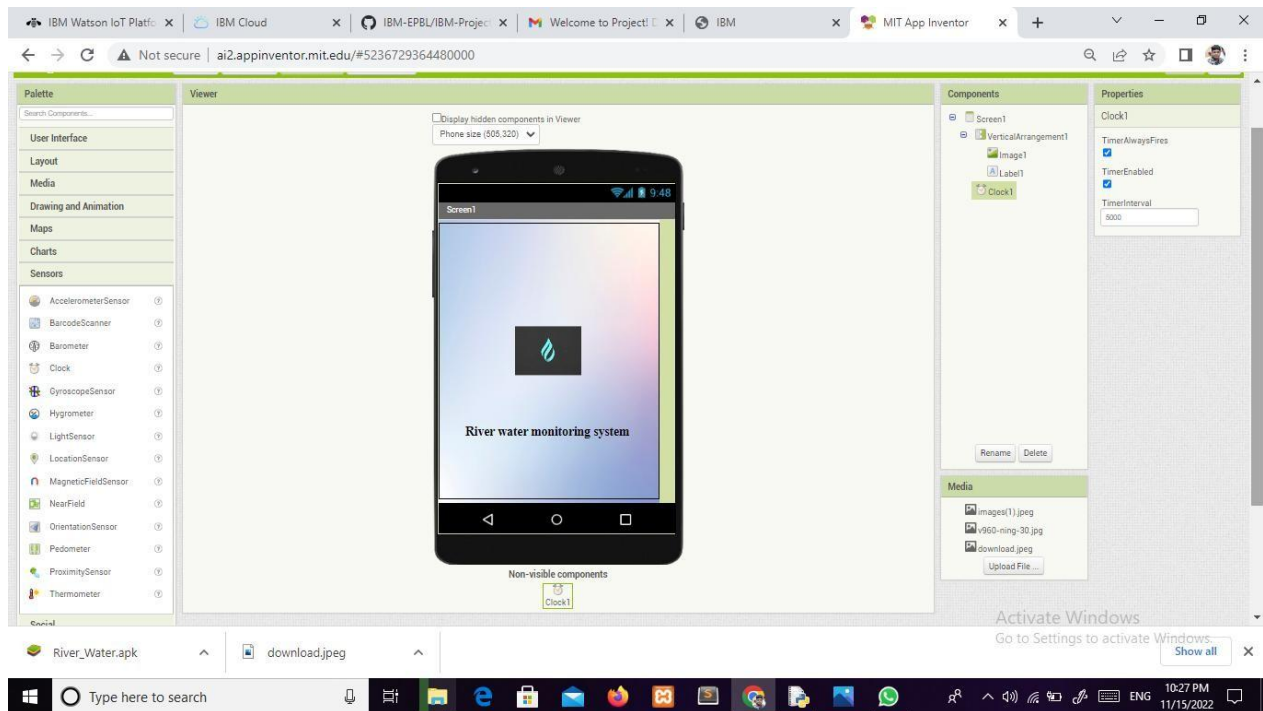 IBM Watson IoT Platfo
IBM Cloud
IBM-EPBL/IBM-Project
Welcome to Project!
IBM
MIT App Inventor
Not secure | ai2.appinventor.mit.edu/#5236729364480000
Palette
Search Components...
User Interface
Layout
Media
Drawing and Animation
Maps
Charts
Sensors
AccelerometerSensor
BarcodeScanner
Barometer
Clock
GyroscopeSensor
Hygrometer
LightSensor
LocationSensor
MagneticFieldSensor
NearField
OrientationSensor
Pedometer
ProximitySensor
Thermometer
Social
Viewer
Display hidden components in Viewer
Phone size (505,320)
9:48
Screen1
River water monitoring system
Non-visible components
Clock1
Components
Screen1
VerticalArrangement1
Image1
Label1
Clock1
Rename Delete
Media
images(1).jpeg
v960-ning-30.jpg
download.jpeg
Upload File ...
Properties
Clock1
TimerAlwaysFires
TimerEnabled
TimerInterval
5000
Activate Windows
Go to Settings to activate Windows.
River_Water.apk
download.jpeg
Show all
Type here to search
ENG
10:27 PM
11/15/2022